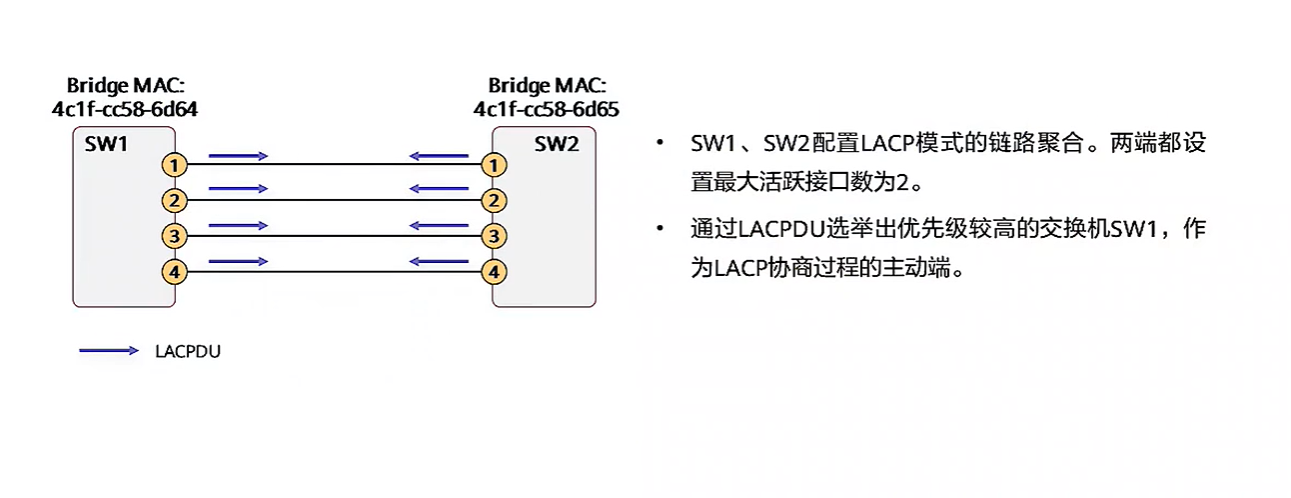 Bridge MAC:
4c1f-cc58-6d64
Bridge MAC:
4c1f-cc58-6d65
SW1
SW2
1
1
2
2
3
3
4
4
LACPDU
• SW1、SW2配置LACP模式的链路聚合。两端都设
置最大活跃接口数为2。
• 通过LACPDU选举出优先级较高的交换机SW1，作
为LACP协商过程的主动端。